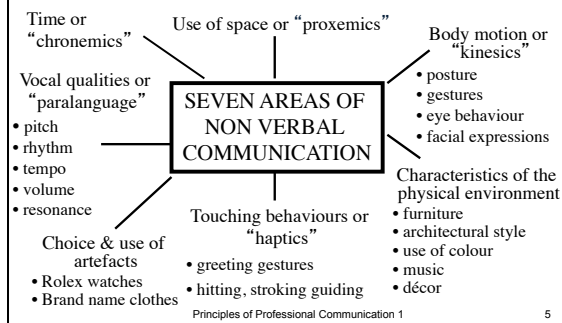 Time or
“chronemics”
Use of space or “proxemics”
Body motion or
“kinesics”
• posture
• gestures
• eye behaviour
• facial expressions
Vocal qualities or
“paralanguage”
• pitch
• rhythm
• tempo
• volume
• resonance
SEVEN AREAS OF
NON VERBAL
COMMUNICATION
Characteristics of the
physical environment
• furniture
• architectural style
• use of colour
• music
• décor
Touching behaviours or
“haptics”
• greeting gestures
• hitting, stroking guiding
Choice & use of
artefacts
• Rolex watches
• Brand name clothes
Principles of Professional Communication 1
5